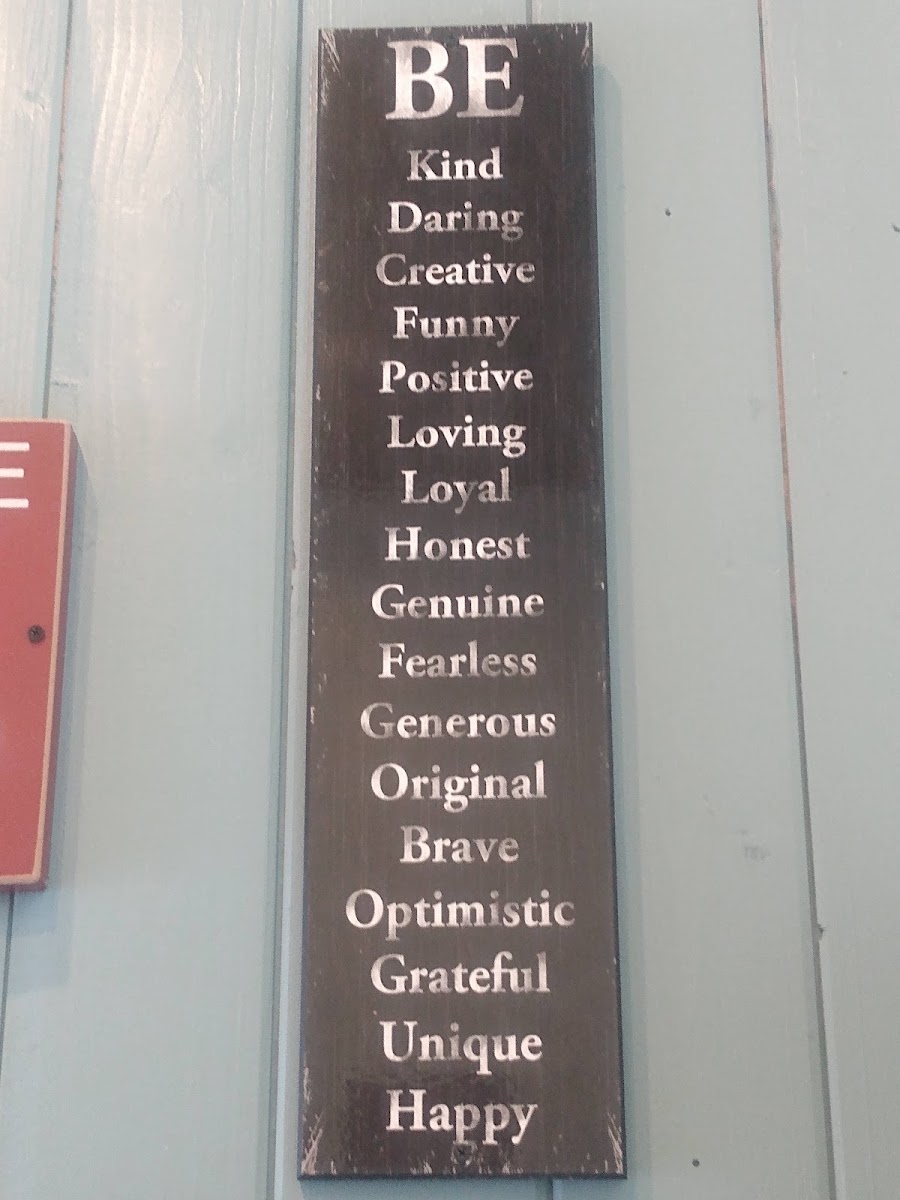 BE
Kind
Daring
Creative
Funny
Positive
Loving
Loyal
Honest
Genuine
Fearless
Generous
Original
Brave
Optimistic
Grateful
Unique
Happy